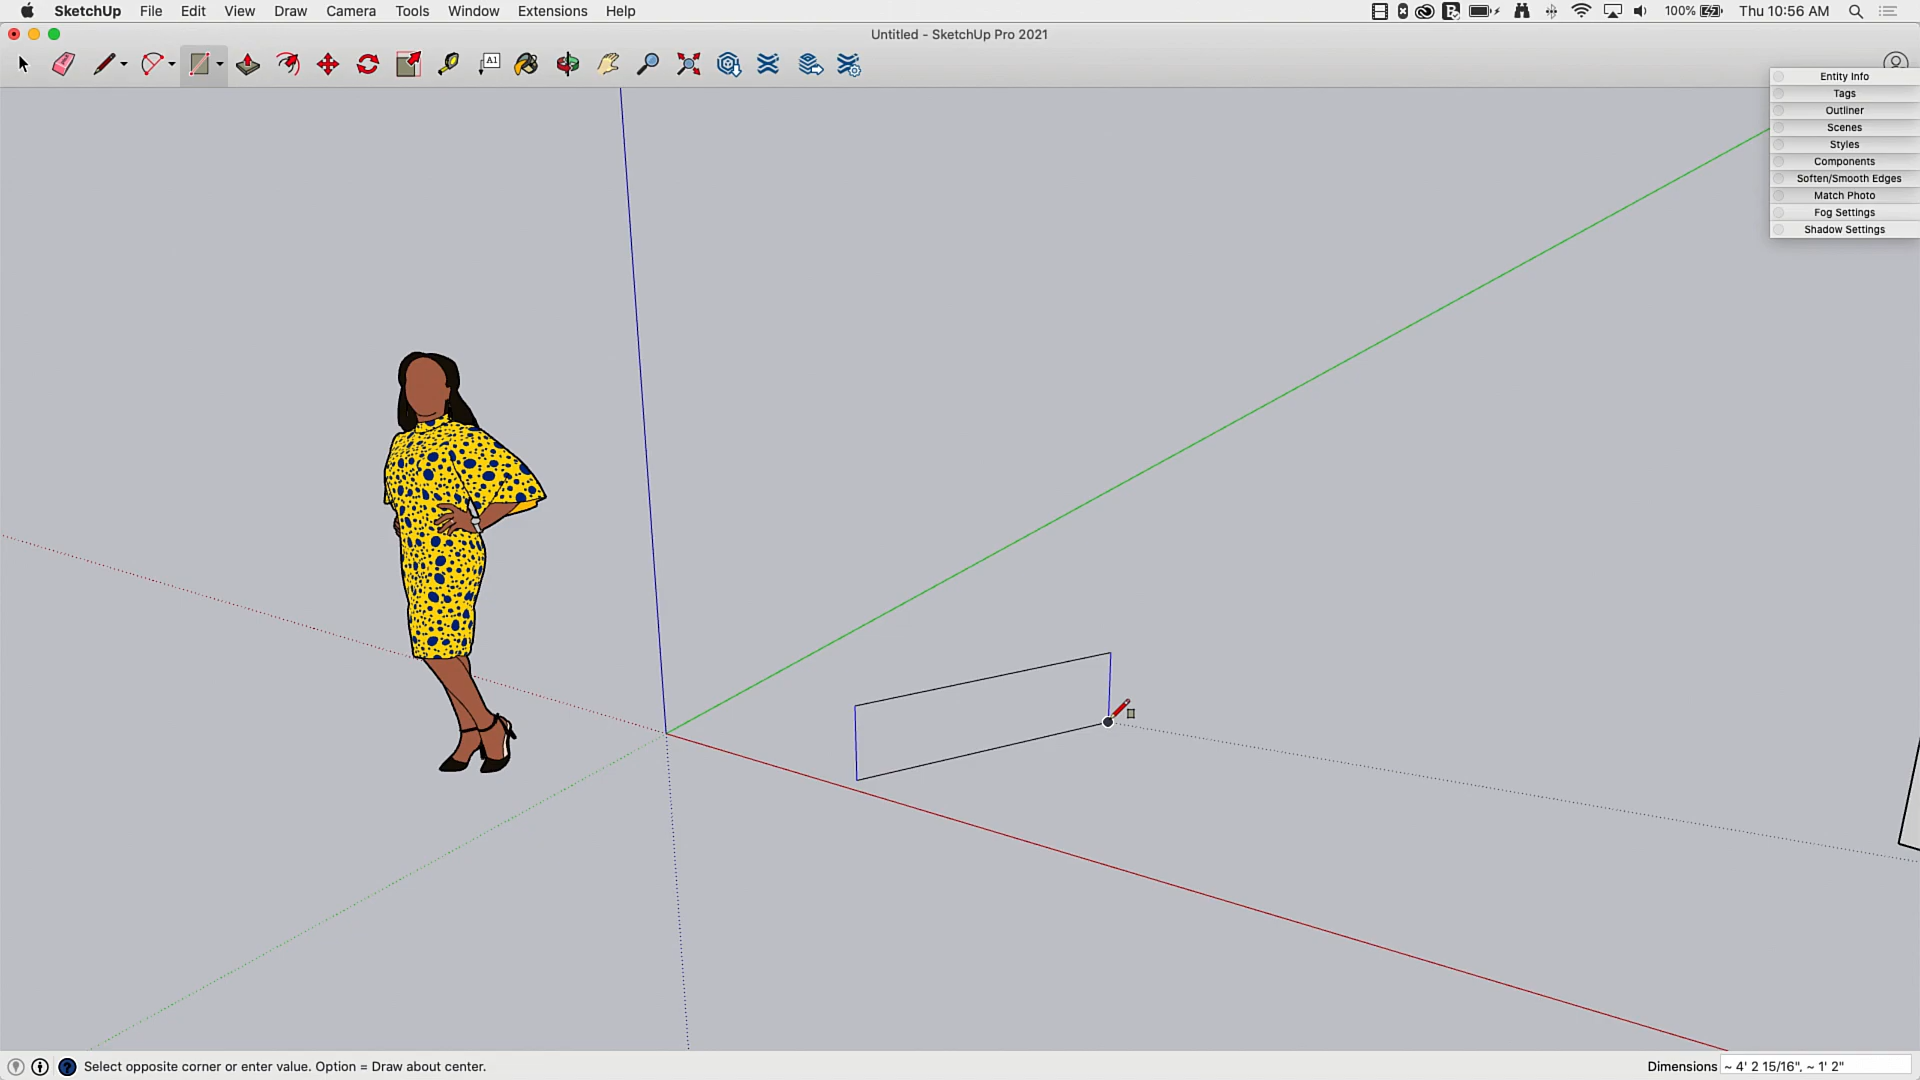 SketchUp File Edit View Draw Camera Tools Window Extensions Help 100% Thu 10:56 AM
Untitled - SketchUp Pro 2021
A1
Entity Info
Tags
Outliner
Scenes
Styles
Components
Soften/Smooth Edges
Match Photo
Fog Settings
Shadow Settings
Select opposite corner or enter value. Option = Draw about center. Dimensions ~ 4' 2 15/16", ~ 1' 2"